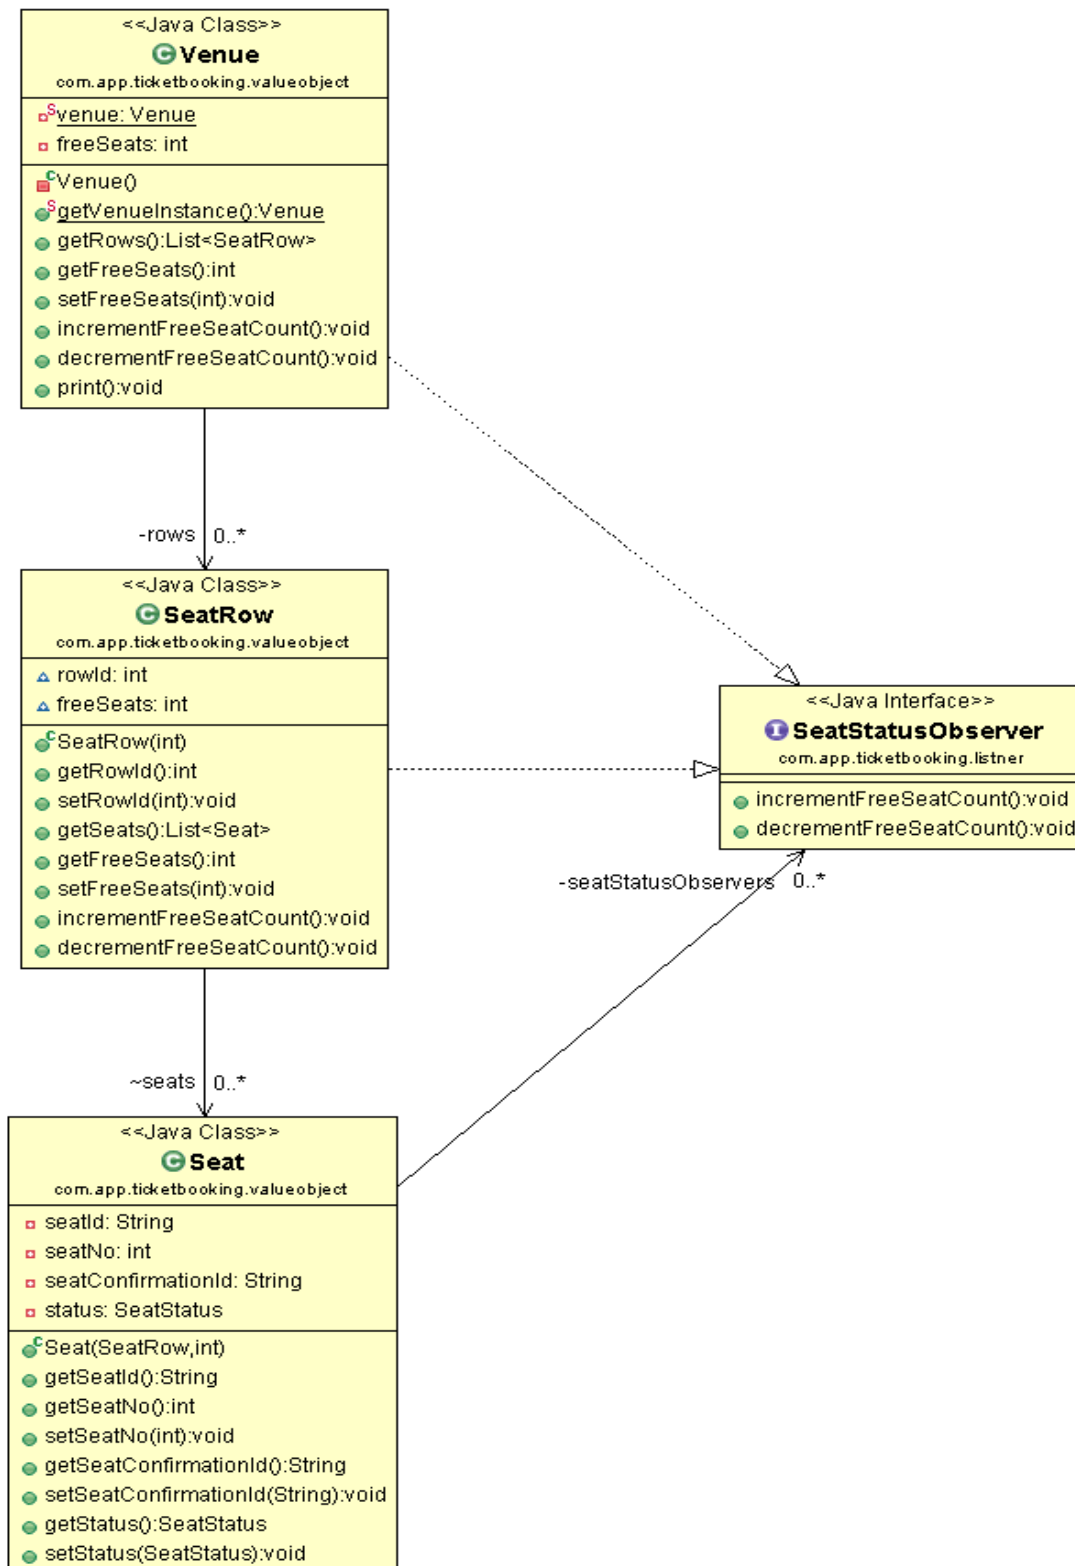 <<Java Class>>
Venue
com.app.ticketbooking.valueobject
venue: Venue
freeSeats: int
Venue()
getVenueInstance():Venue
getRows():List<SeatRow>
getFreeSeats():int
setFreeSeats(int):void
incrementFreeSeatCount():void
decrementFreeSeatCount():void
print():void
-rows 0..*
<<Java Class>>
SeatRow
com.app.ticketbooking.valueobject
rowId: int
freeSeats: int
SeatRow(int)
getRowId():int
setRowId(int):void
getSeats():List<Seat>
getFreeSeats():int
setFreeSeats(int):void
incrementFreeSeatCount():void
decrementFreeSeatCount():void
<<Java Interface>>
SeatStatusObserver
com.app.ticketbooking.listner
incrementFreeSeatCount():void
decrementFreeSeatCount():void
-seatStatusObservers 0..*
~seats 0..*
<<Java Class>>
Seat
com.app.ticketbooking.valueobject
seatId: String
seatNo: int
seatConfirmationId: String
status: SeatStatus
Seat(SeatRow,int)
getSeatId():String
getSeatNo():int
setSeatNo(int):void
getSeatConfirmationId():String
setSeatConfirmationId(String):void
getStatus():SeatStatus
setStatus(SeatStatus):void